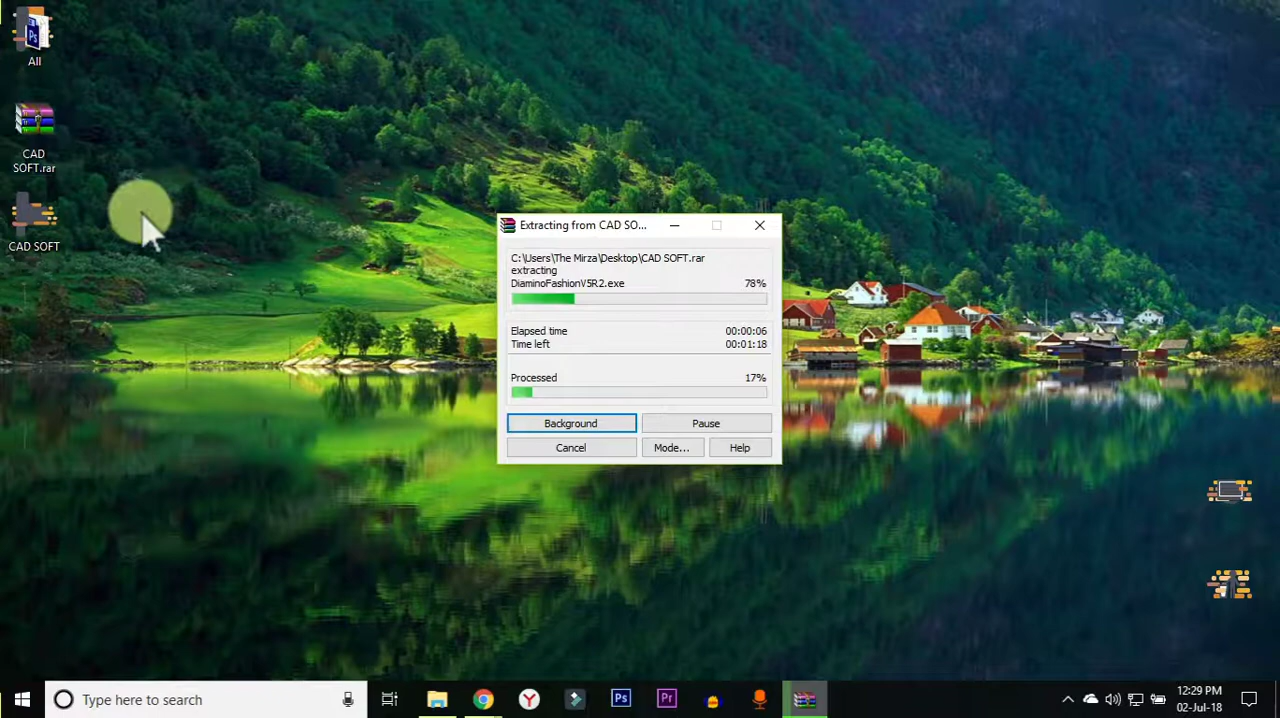 All
CAD
SOFT.rar
CAD SOFT
Extracting from CAD SO...
C:\Users\The Mirza\Desktop\CAD SOFT.rar
extracting
DiaminoFashionV5R2.exe 78%
Elapsed time 00:00:06
Time left 00:01:18
Processed 17%
Background Pause
Cancel Mode... Help
Type here to search
Ps Pr
12:29 PM
02-Jul-18